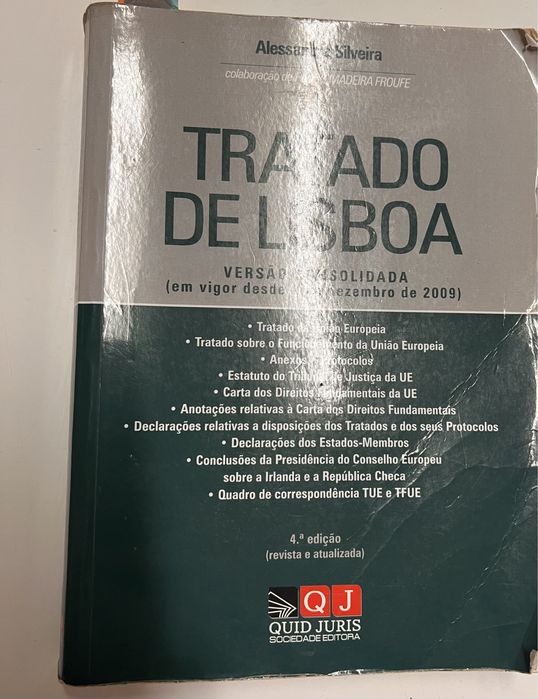 Silveira
colaboração de MADEIRA FROUFE
TRATADO
DE LISBOA
VERSÃO
(em vigor desde dezembro de 2009)
• Tratado da União Europeia
• Tratado sobre o Funcionamento da União Europeia
• Anexos Protocolos
• Estatuto do Tribunal de Justiça da UE
• Carta dos Direitos Fundamentais da UE
• Anotações relativas à Carta dos Direitos Fundamentais
• Declarações relativas a disposições dos Tratados e dos seus Protocolos
• Declarações dos Estados-Membros
• Conclusões da Presidência do Conselho Europeu
sobre a Irlanda e a República Checa
• Quadro de correspondência TUE e TFUE
4.ª edição
(revista e atualizada)
QJ
QUID JURIS
SOCIEDADE EDITORA